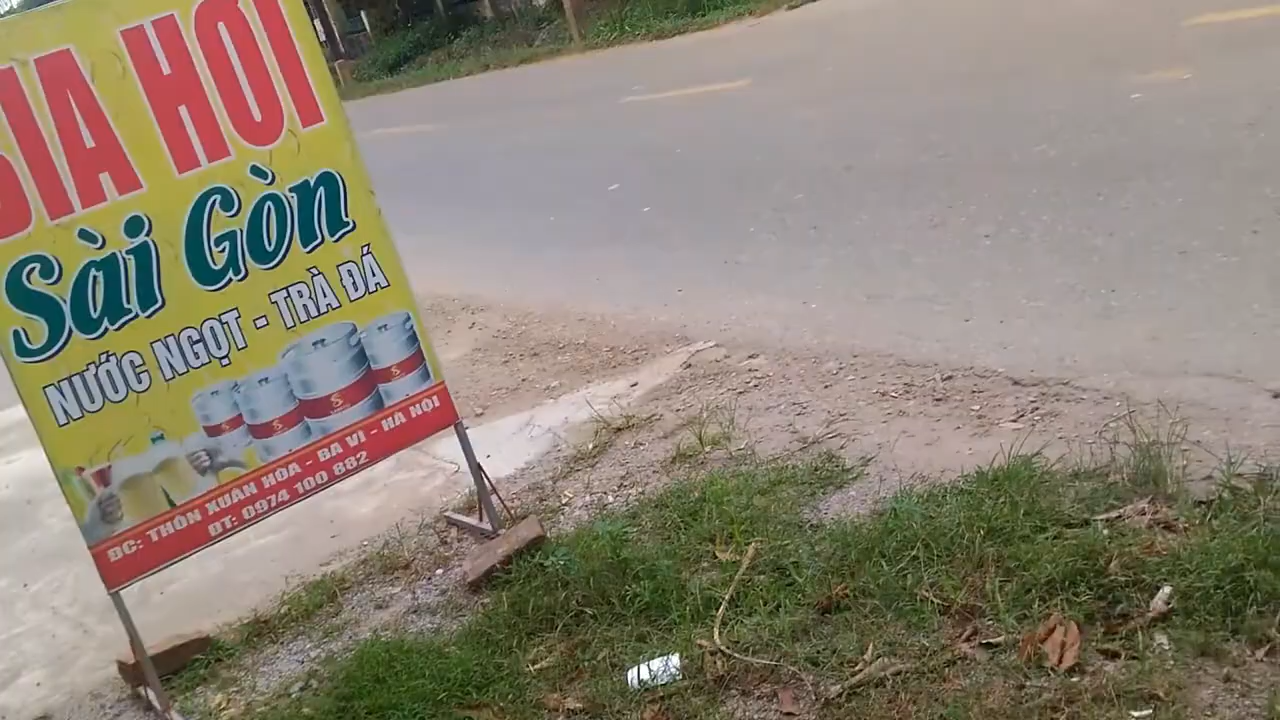 BIA HƠI
Sài Gòn
NƯỚC NGỌT - TRÀ ĐÁ
ĐC: THÔN XUÂN HÒA - BA VÌ - HÀ NỘI
ĐT: 0974 100 882